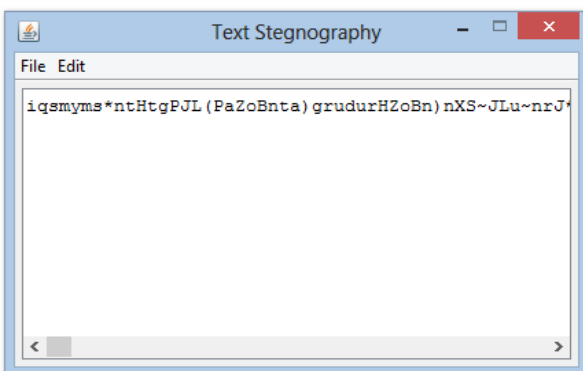 Text Stegnography
File Edit
iqsmyms*ntHtgPJL(PaZoBnta)grudurHZoBn)nXS~JLu~nrJ*